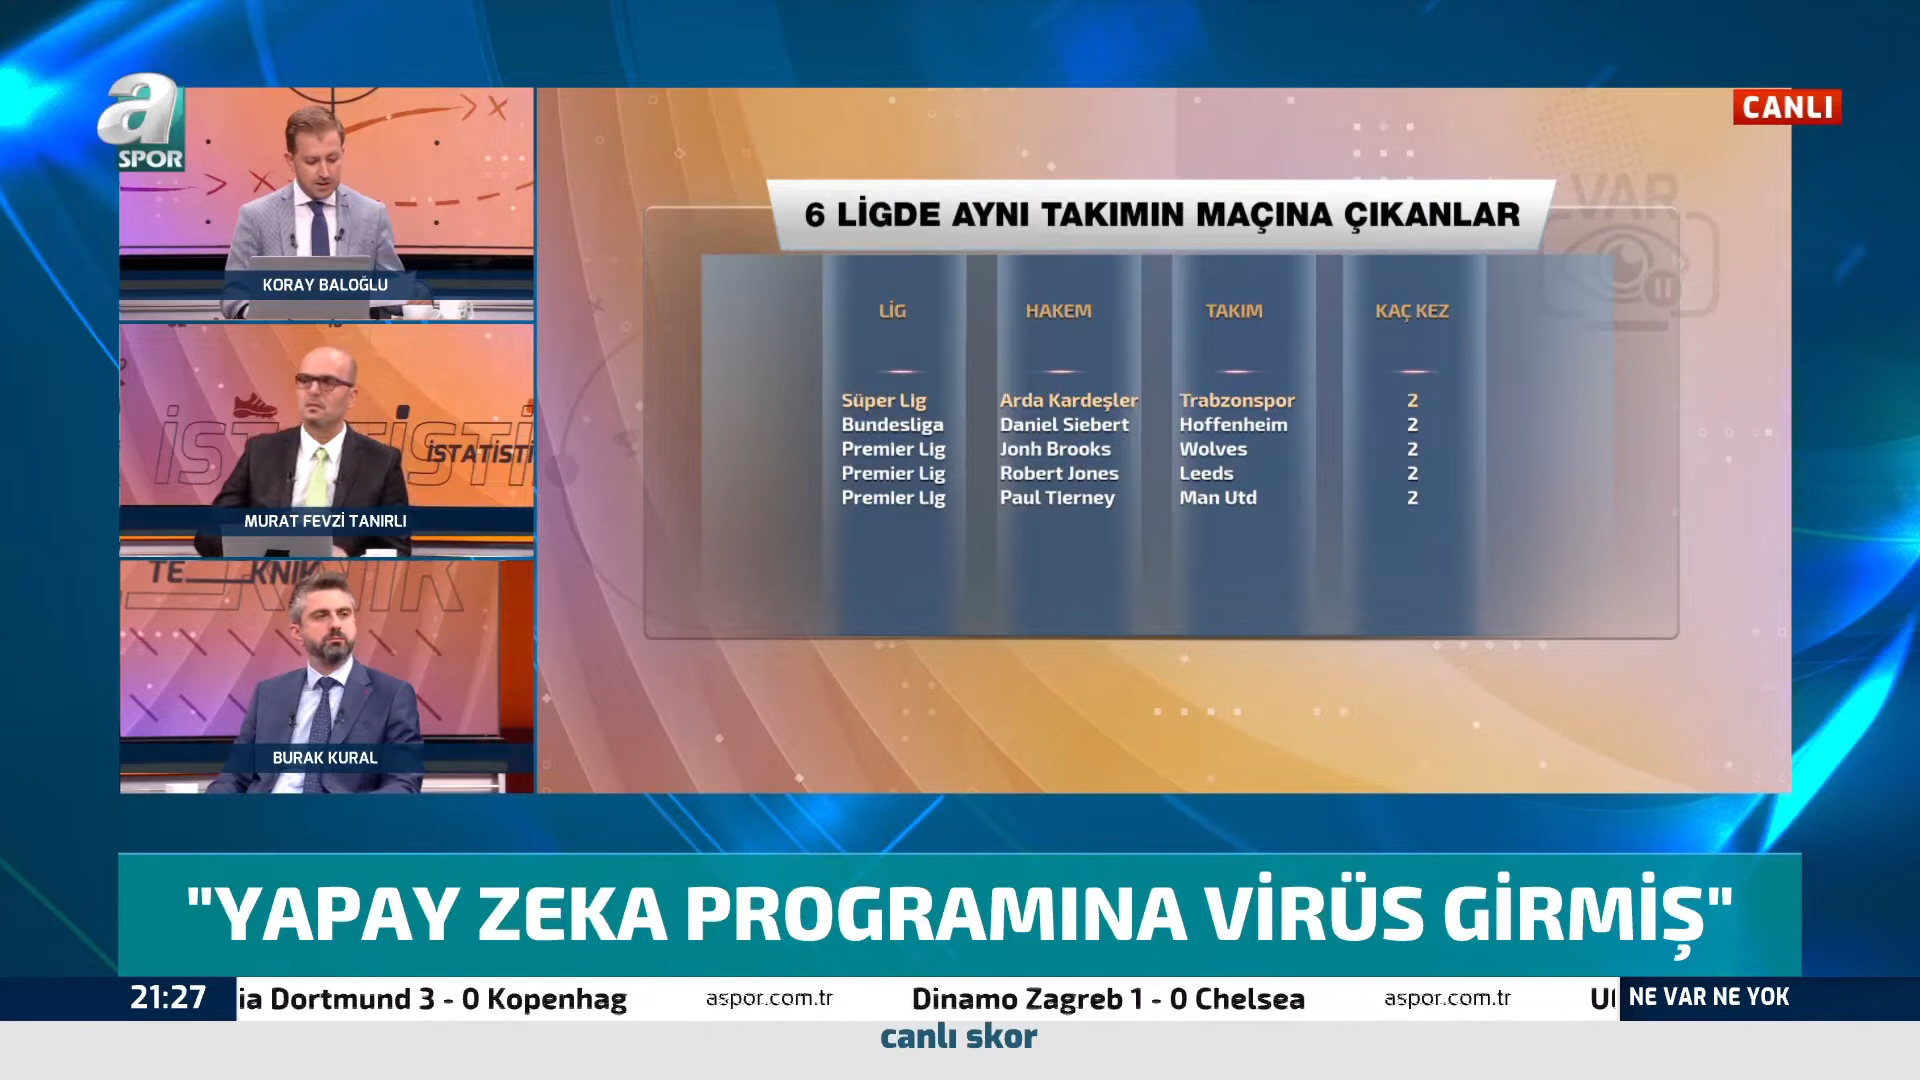 a
SPOR
CANLI
KORAY BALOĞLU
İSTATİSTİ
İSTATİSTİ
MURAT FEVZİ TANIRLI
TE__KNİK
BURAK KURAL
VAR
6 LİGDE AYNI TAKIMIN MAÇINA ÇIKANLAR
LİG HAKEM TAKIM KAÇ KEZ
Süper Lig Arda Kardeşler Trabzonspor 2
Bundesliga Daniel Siebert Hoffenheim 2
Premier Lig Jonh Brooks Wolves 2
Premier Lig Robert Jones Leeds 2
Premier Lig Paul Tierney Man Utd 2
"YAPAY ZEKA PROGRAMINA VİRÜS GİRMİŞ"
21:27 ia Dortmund 3 - 0 Kopenhag aspor.com.tr Dinamo Zagreb 1 - 0 Chelsea aspor.com.tr NE VAR NE YOK
canlı skor